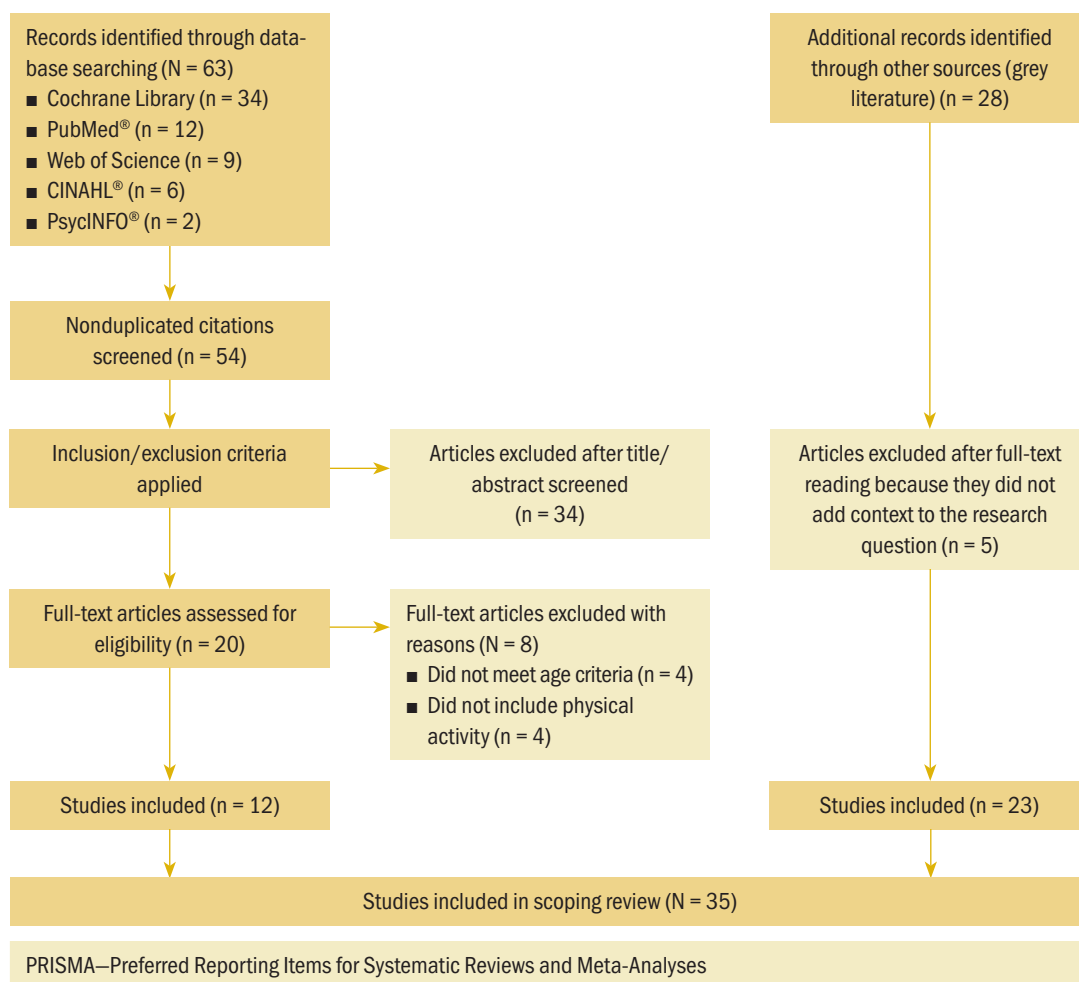 Records identified through data-
base searching (N = 63)
■ Cochrane Library (n = 34)
■ PubMed® (n = 12)
■ Web of Science (n = 9)
■ CINAHL® (n = 6)
■ PsycINFO® (n = 2)
Additional records identified
through other sources (grey
literature) (n = 28)
Nonduplicated citations
screened (n = 54)
Inclusion/exclusion criteria
applied
Articles excluded after title/
abstract screened
(n = 34)
Articles excluded after full-text
reading because they did not
add context to the research
question (n = 5)
Full-text articles assessed for
eligibility (n = 20)
Full-text articles excluded with
reasons (N = 8)
■ Did not meet age criteria (n = 4)
■ Did not include physical
activity (n = 4)
Studies included (n = 12)
Studies included (n = 23)
Studies included in scoping review (N = 35)
PRISMA—Preferred Reporting Items for Systematic Reviews and Meta-Analyses